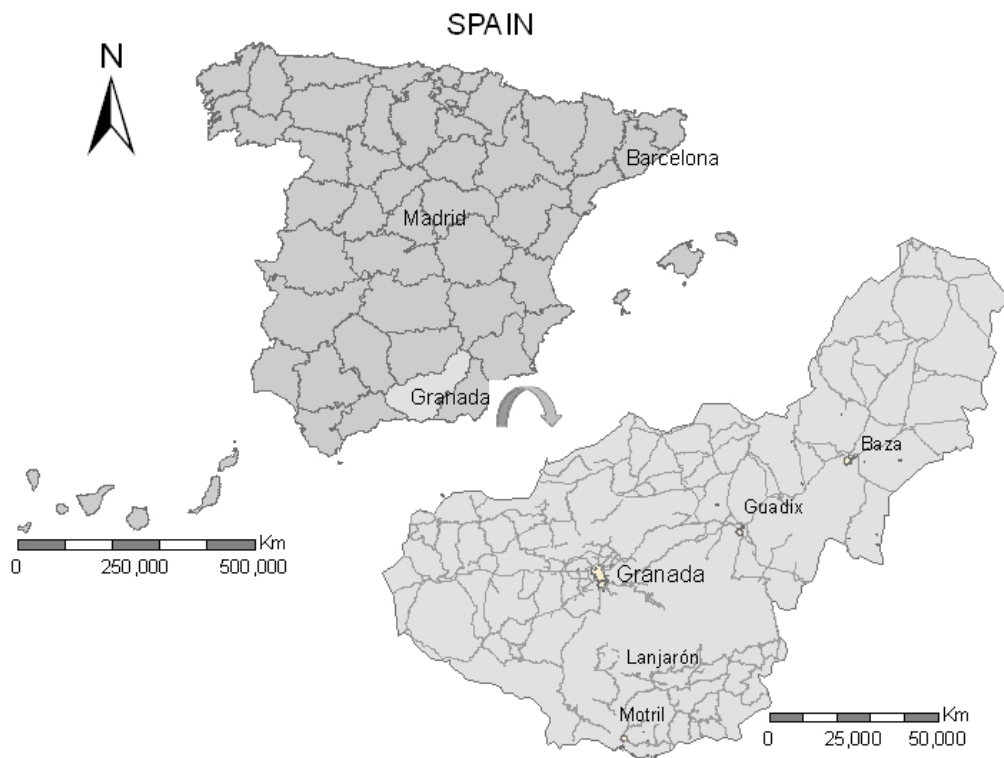 SPAIN
N
Barcelona
Madrid
Granada
Baza
Guadix
Km
0 250,000 500,000
Granada
Lanjarón
Motril
Km
0 25,000 50,000